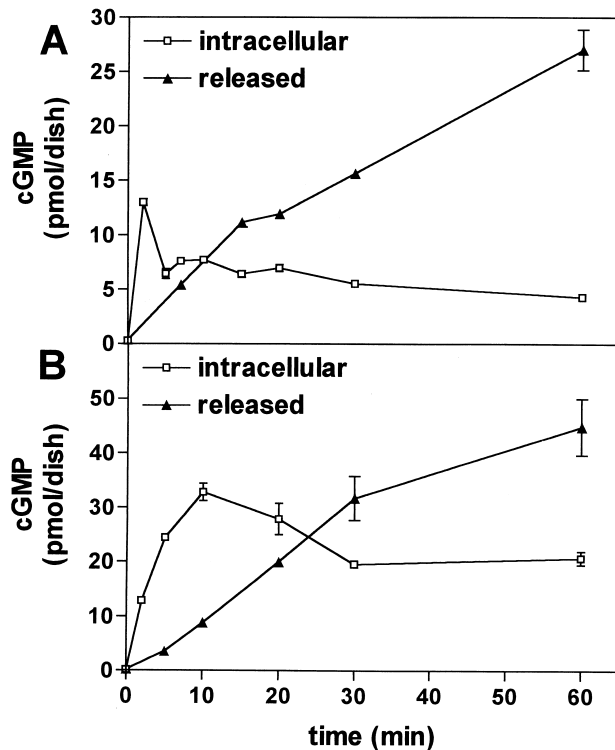 A
intracellular
released
cGMP
(pmol/dish)
30
25
20
15
10
5
0
B
intracellular
released
cGMP
(pmol/dish)
50
40
30
20
10
0
0 10 20 30 40 50 60
time (min)